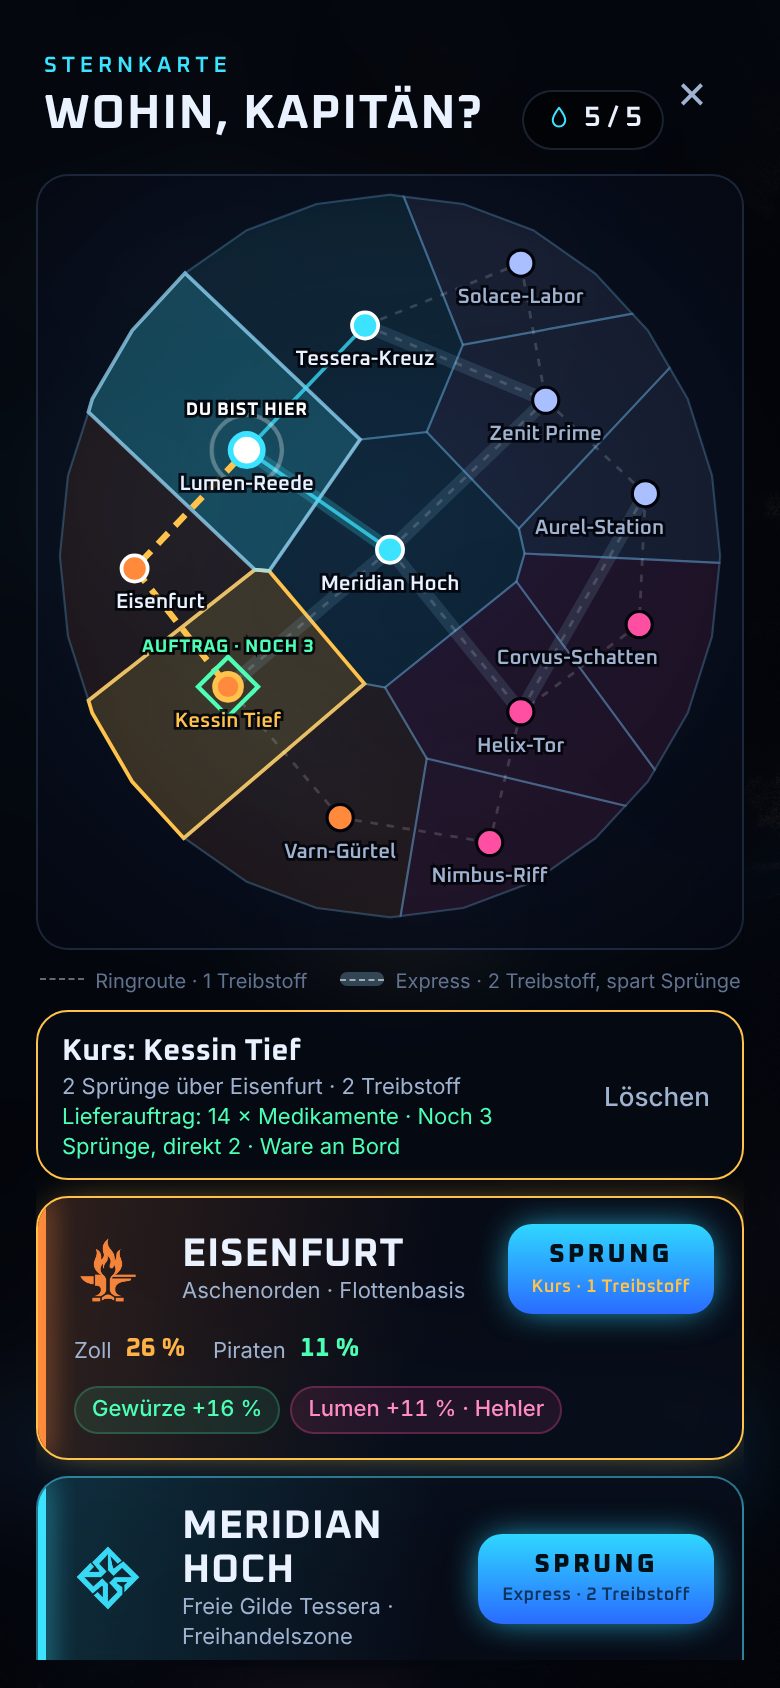 STERNKARTE
WOHIN, KAPITÄN?
5 / 5
Solace-Labor
Tessera-Kreuz
DU BIST HIER
Zenit Prime
Lumen-Reede
Aurel-Station
Meridian Hoch
Eisenfurt
AUFTRAG · NOCH 3
Corvus-Schatten
Kessin Tief
Helix-Tor
Varn-Gürtel
Nimbus-Riff
Ringroute · 1 Treibstoff
Express · 2 Treibstoff, spart Sprünge
Kurs: Kessin Tief
2 Sprünge über Eisenfurt · 2 Treibstoff
Lieferauftrag: 14 × Medikamente · Noch 3
Sprünge, direkt 2 · Ware an Bord
Löschen
EISENFURT
Aschenorden · Flottenbasis
SPRUNG
Kurs · 1 Treibstoff
Zoll 26 % Piraten 11 %
Gewürze +16 %
Lumen +11 % · Hehler
MERIDIAN
HOCH
Freie Gilde Tessera ·
Freihandelszone
SPRUNG
Express · 2 Treibstoff